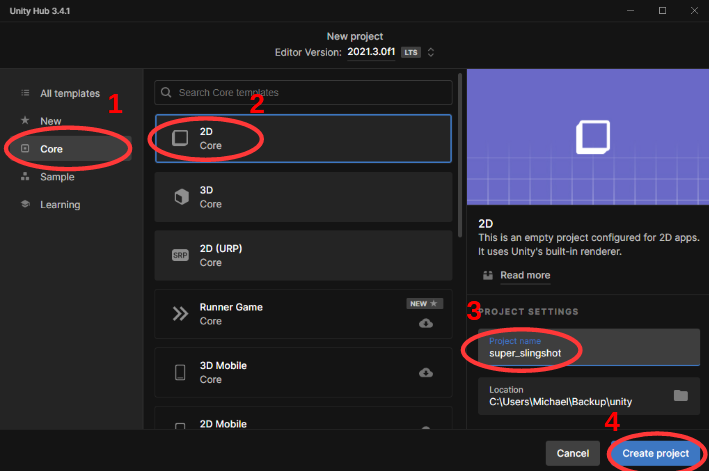 Unity Hub 3.4.1
New project
Editor Version: 2021.3.0f1 LTS
All templates
1
New
Core
Sample
Learning
Search Core templates
2
2D
Core
3D
Core
2D (URP)
SRP
Core
Runner Game
NEW
Core
3D Mobile
Core
2D Mobile
2D
This is an empty project configured for 2D apps.
It uses Unity's built-in renderer.
Read more
3
PROJECT SETTINGS
Project name
super_slingshot
Location
C:\Users\Michael\Backup\unity
4
Cancel
Create project